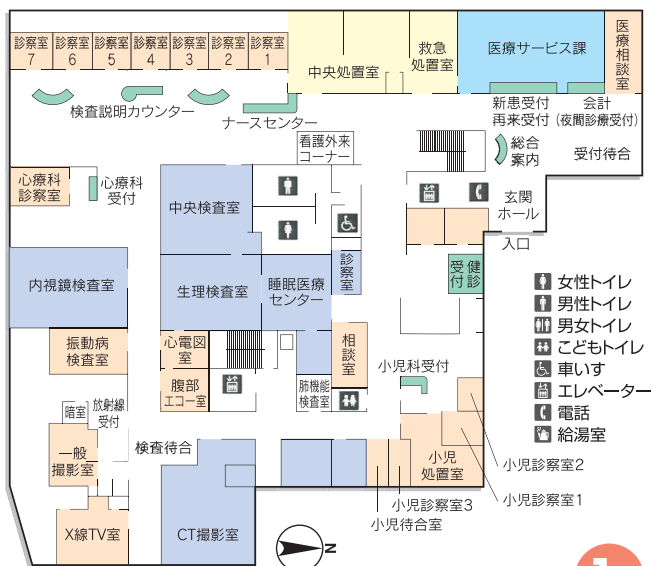 診察室
7
診察室
6
診察室
5
診察室
4
診察室
3
診察室
2
診察室
1
中央処置室
救急
処置室
医療サービス課
医療相談室
検査説明カウンター
ナースセンター
新患受付
再来受付
会計
(夜間診療受付)
総合
案内
受付待合
看護外来
コーナー
心療科
診察室
心療科
受付
中央検査室
玄関
ホール
入口
内視鏡検査室
生理検査室
睡眠医療
センター
診察室
健診
受付
女性トイレ
男性トイレ
男女トイレ
こどもトイレ
車いす
エレベーター
電話
給湯室
振動病
検査室
心電図
室
腹部
エコー室
相談室
肺機能
検査室
小児科受付
暗室
放射線
受付
検査待合
一般
撮影室
小児
処置室
小児診察室2
小児診察室1
小児診察室3
小児待合室
X線TV室
CT撮影室
N
1